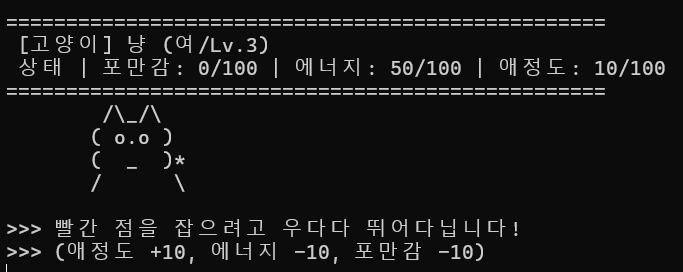 ==================================================
[고양이] 냥 (여/Lv.3)
상태 | 포만감: 0/100 | 에너지: 50/100 | 애정도: 10/100
==================================================
/\_/\
( o.o )
(  _  )*
/      \
>>> 빨간 점을 잡으려고 우다다 뛰어다닙니다!
>>> (애정도 +10, 에너지 -10, 포만감 -10)